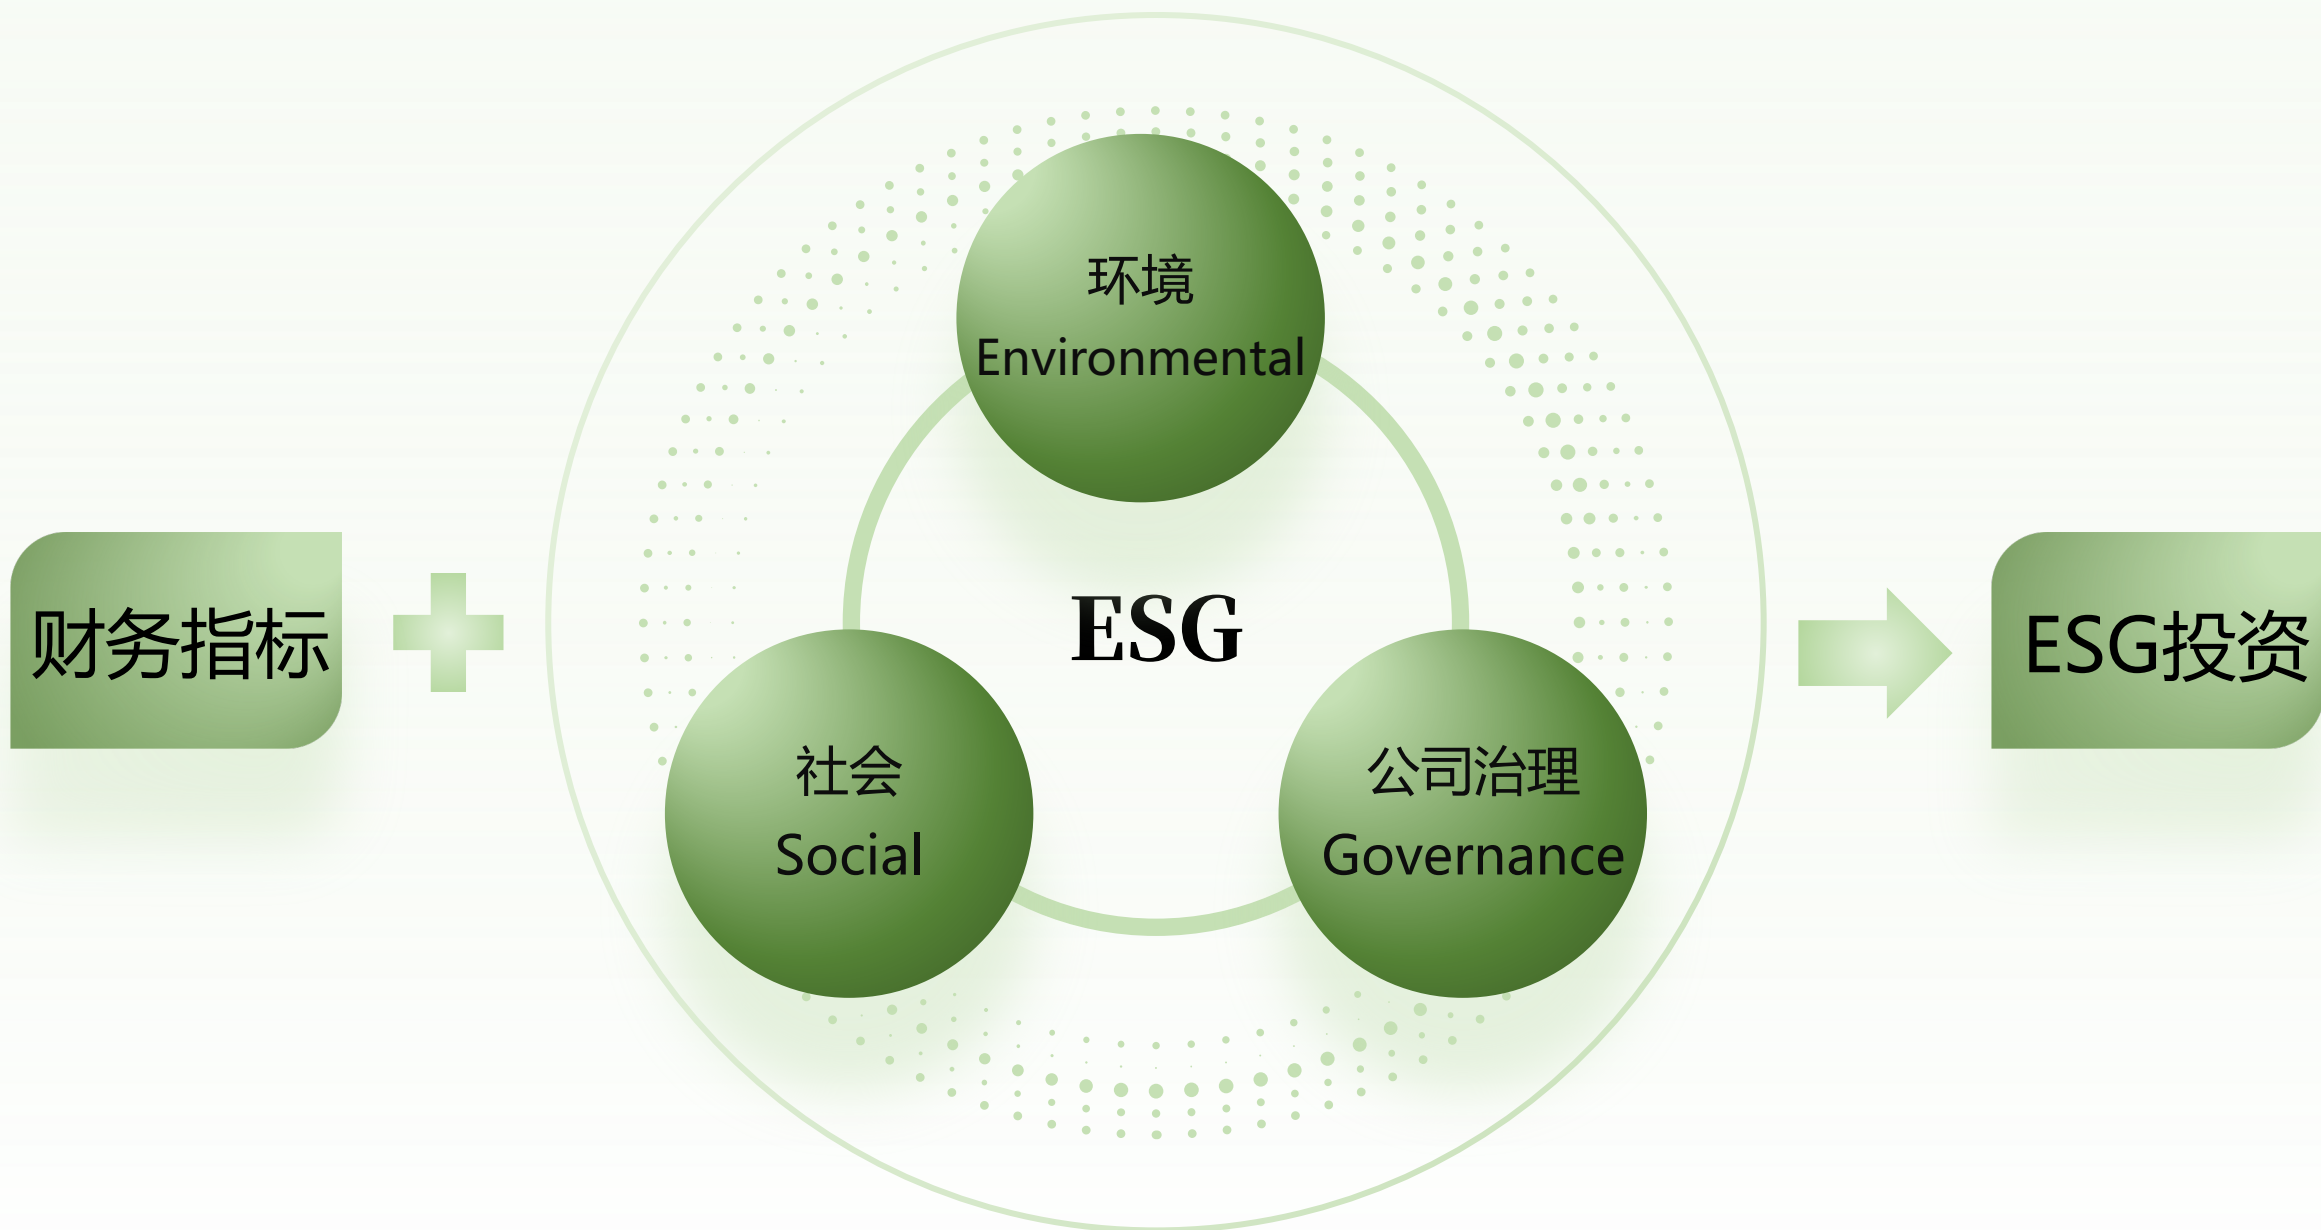 财务指标
环境
Environmental
ESG
社会
Social
公司治理
Governance
ESG投资